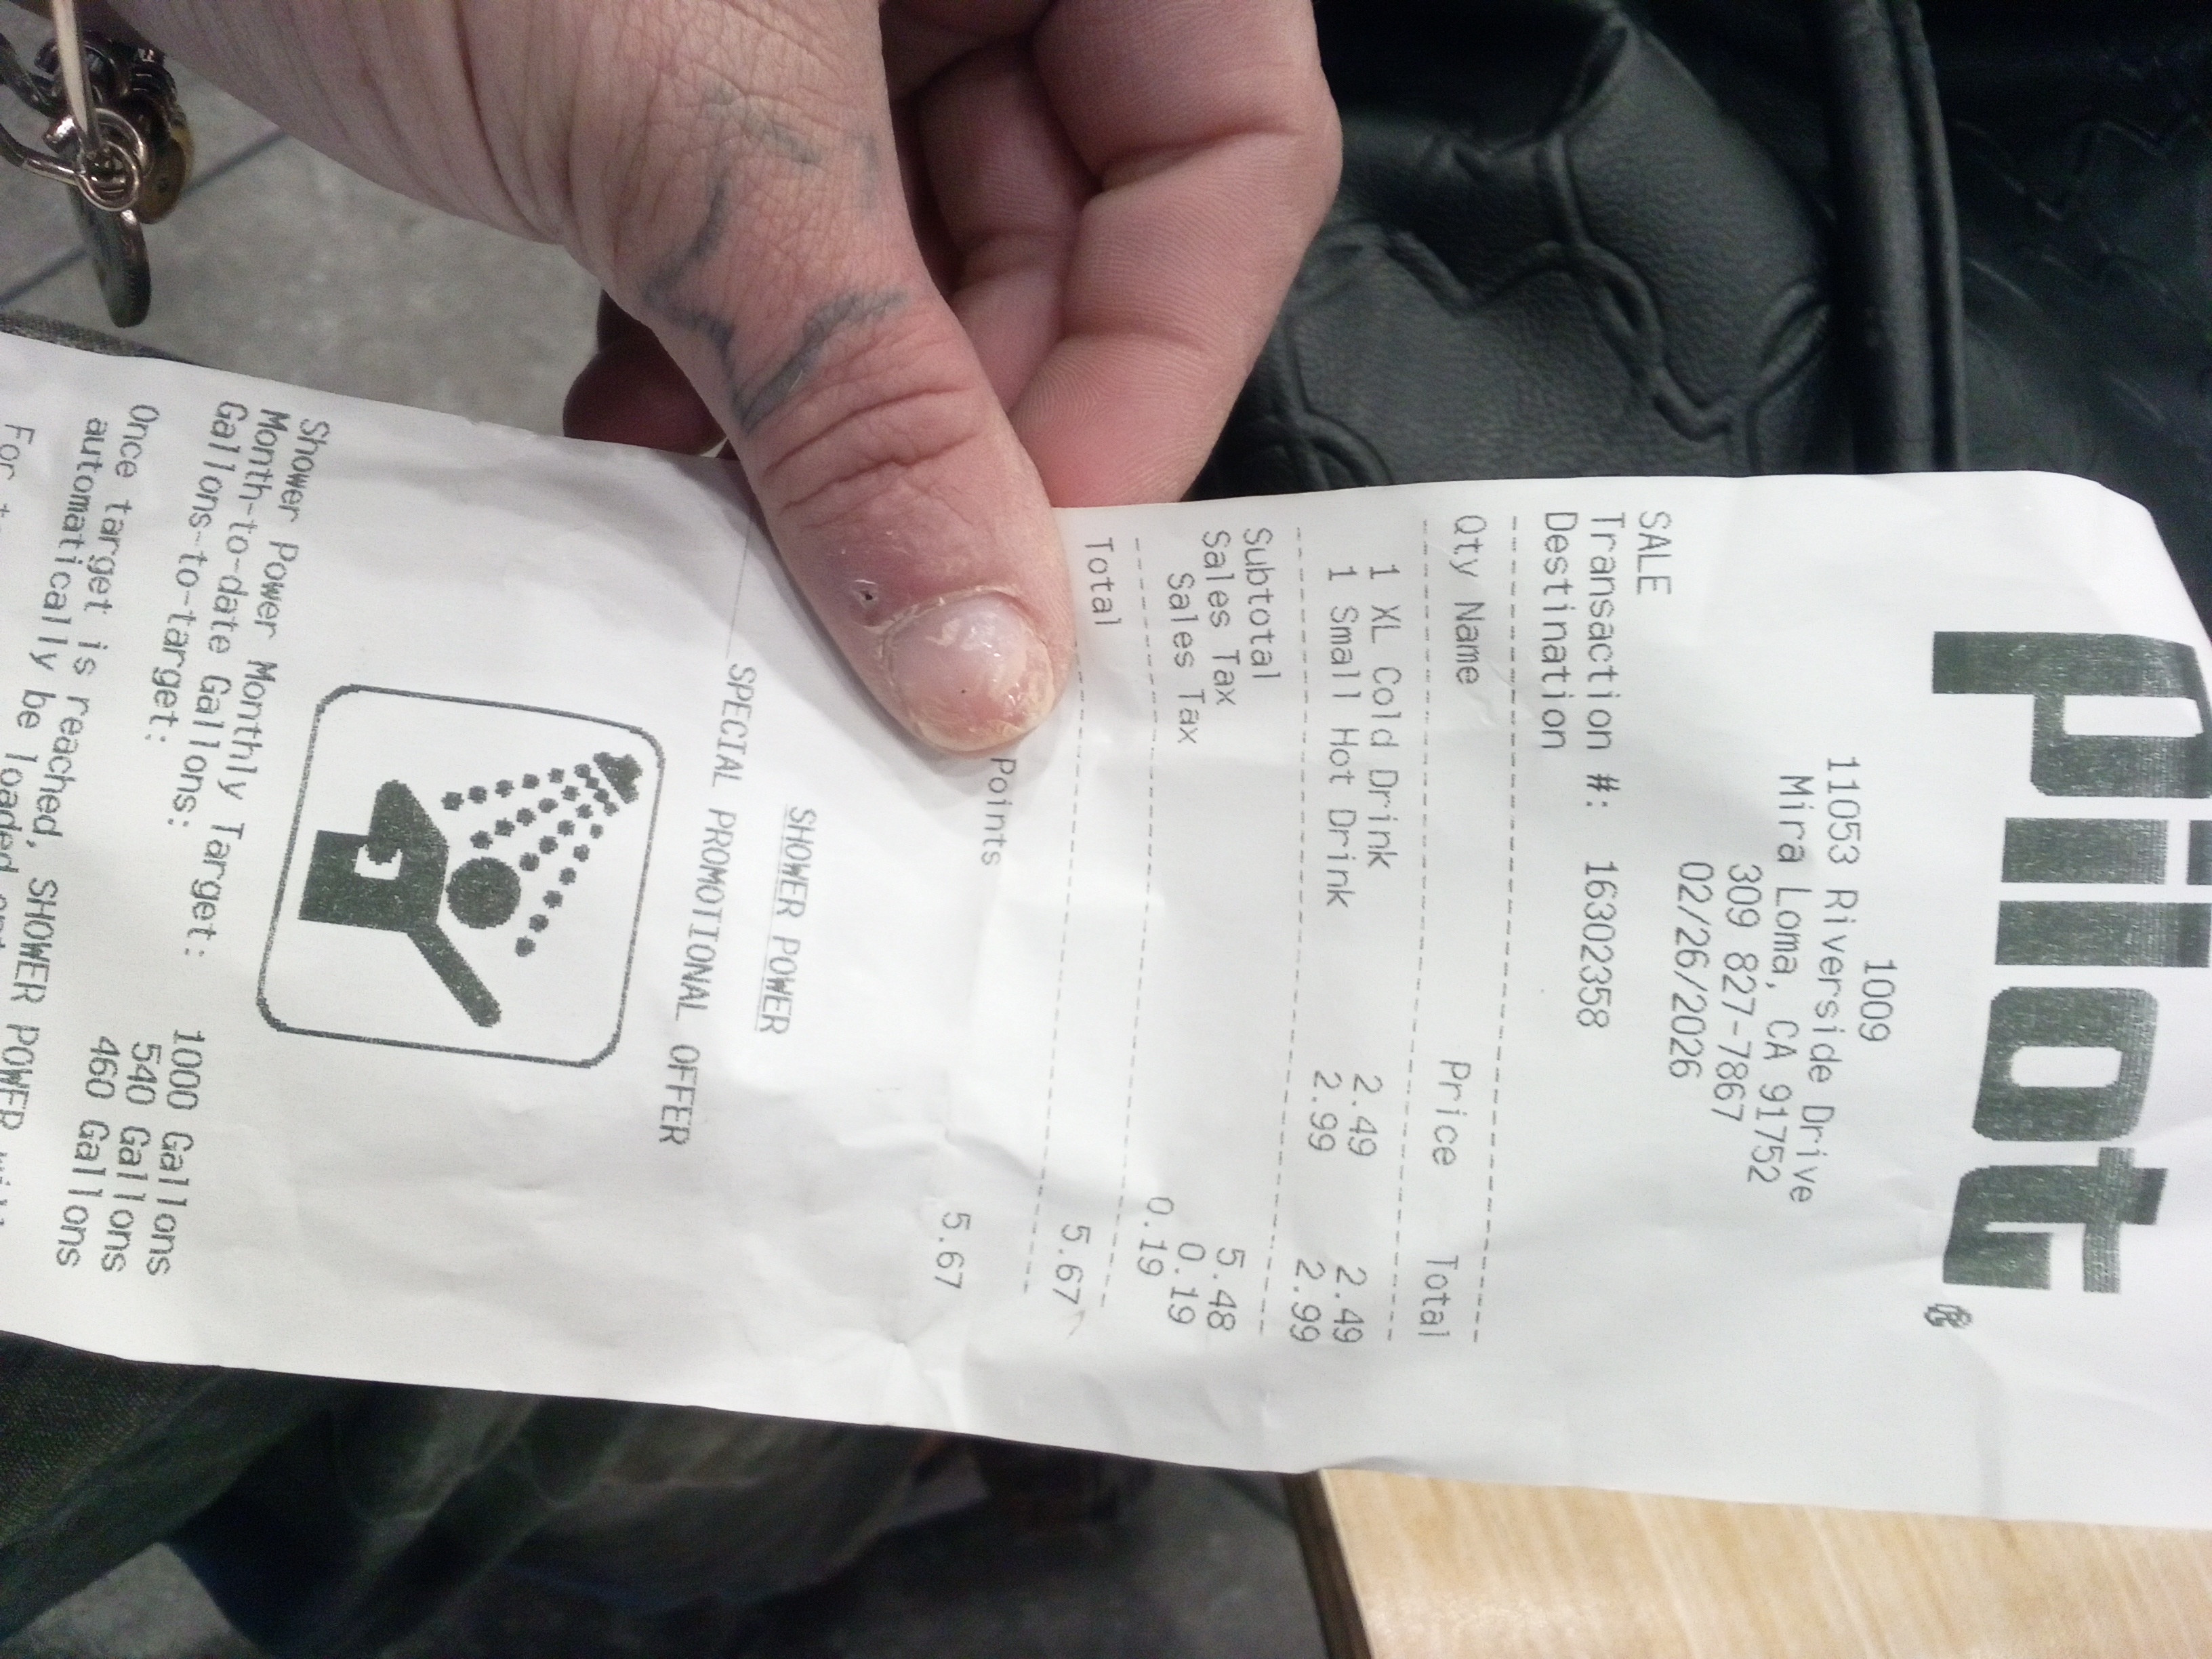 Pilot®
1009
11053 Riverside Drive
Mira Loma, CA 91752
309 827-7867
02/26/2026
SALE
Transaction #: 16302358
Destination
Qty Name Price Total
1 XL Cold Drink 2.49 2.49
1 Small Hot Drink 2.99 2.99
Subtotal 5.48
Sales Tax 0.19
Sales Tax 0.19
Total 5.67
Points 5.67
SHOWER POWER
SPECIAL PROMOTIONAL OFFER
Shower Power Monthly Target: 1000 Gallons
Month-to-date Gallons: 540 Gallons
Gallons-to-target: 460 Gallons
Once target is reached, SHOWER POWER will
automatically be loaded
For